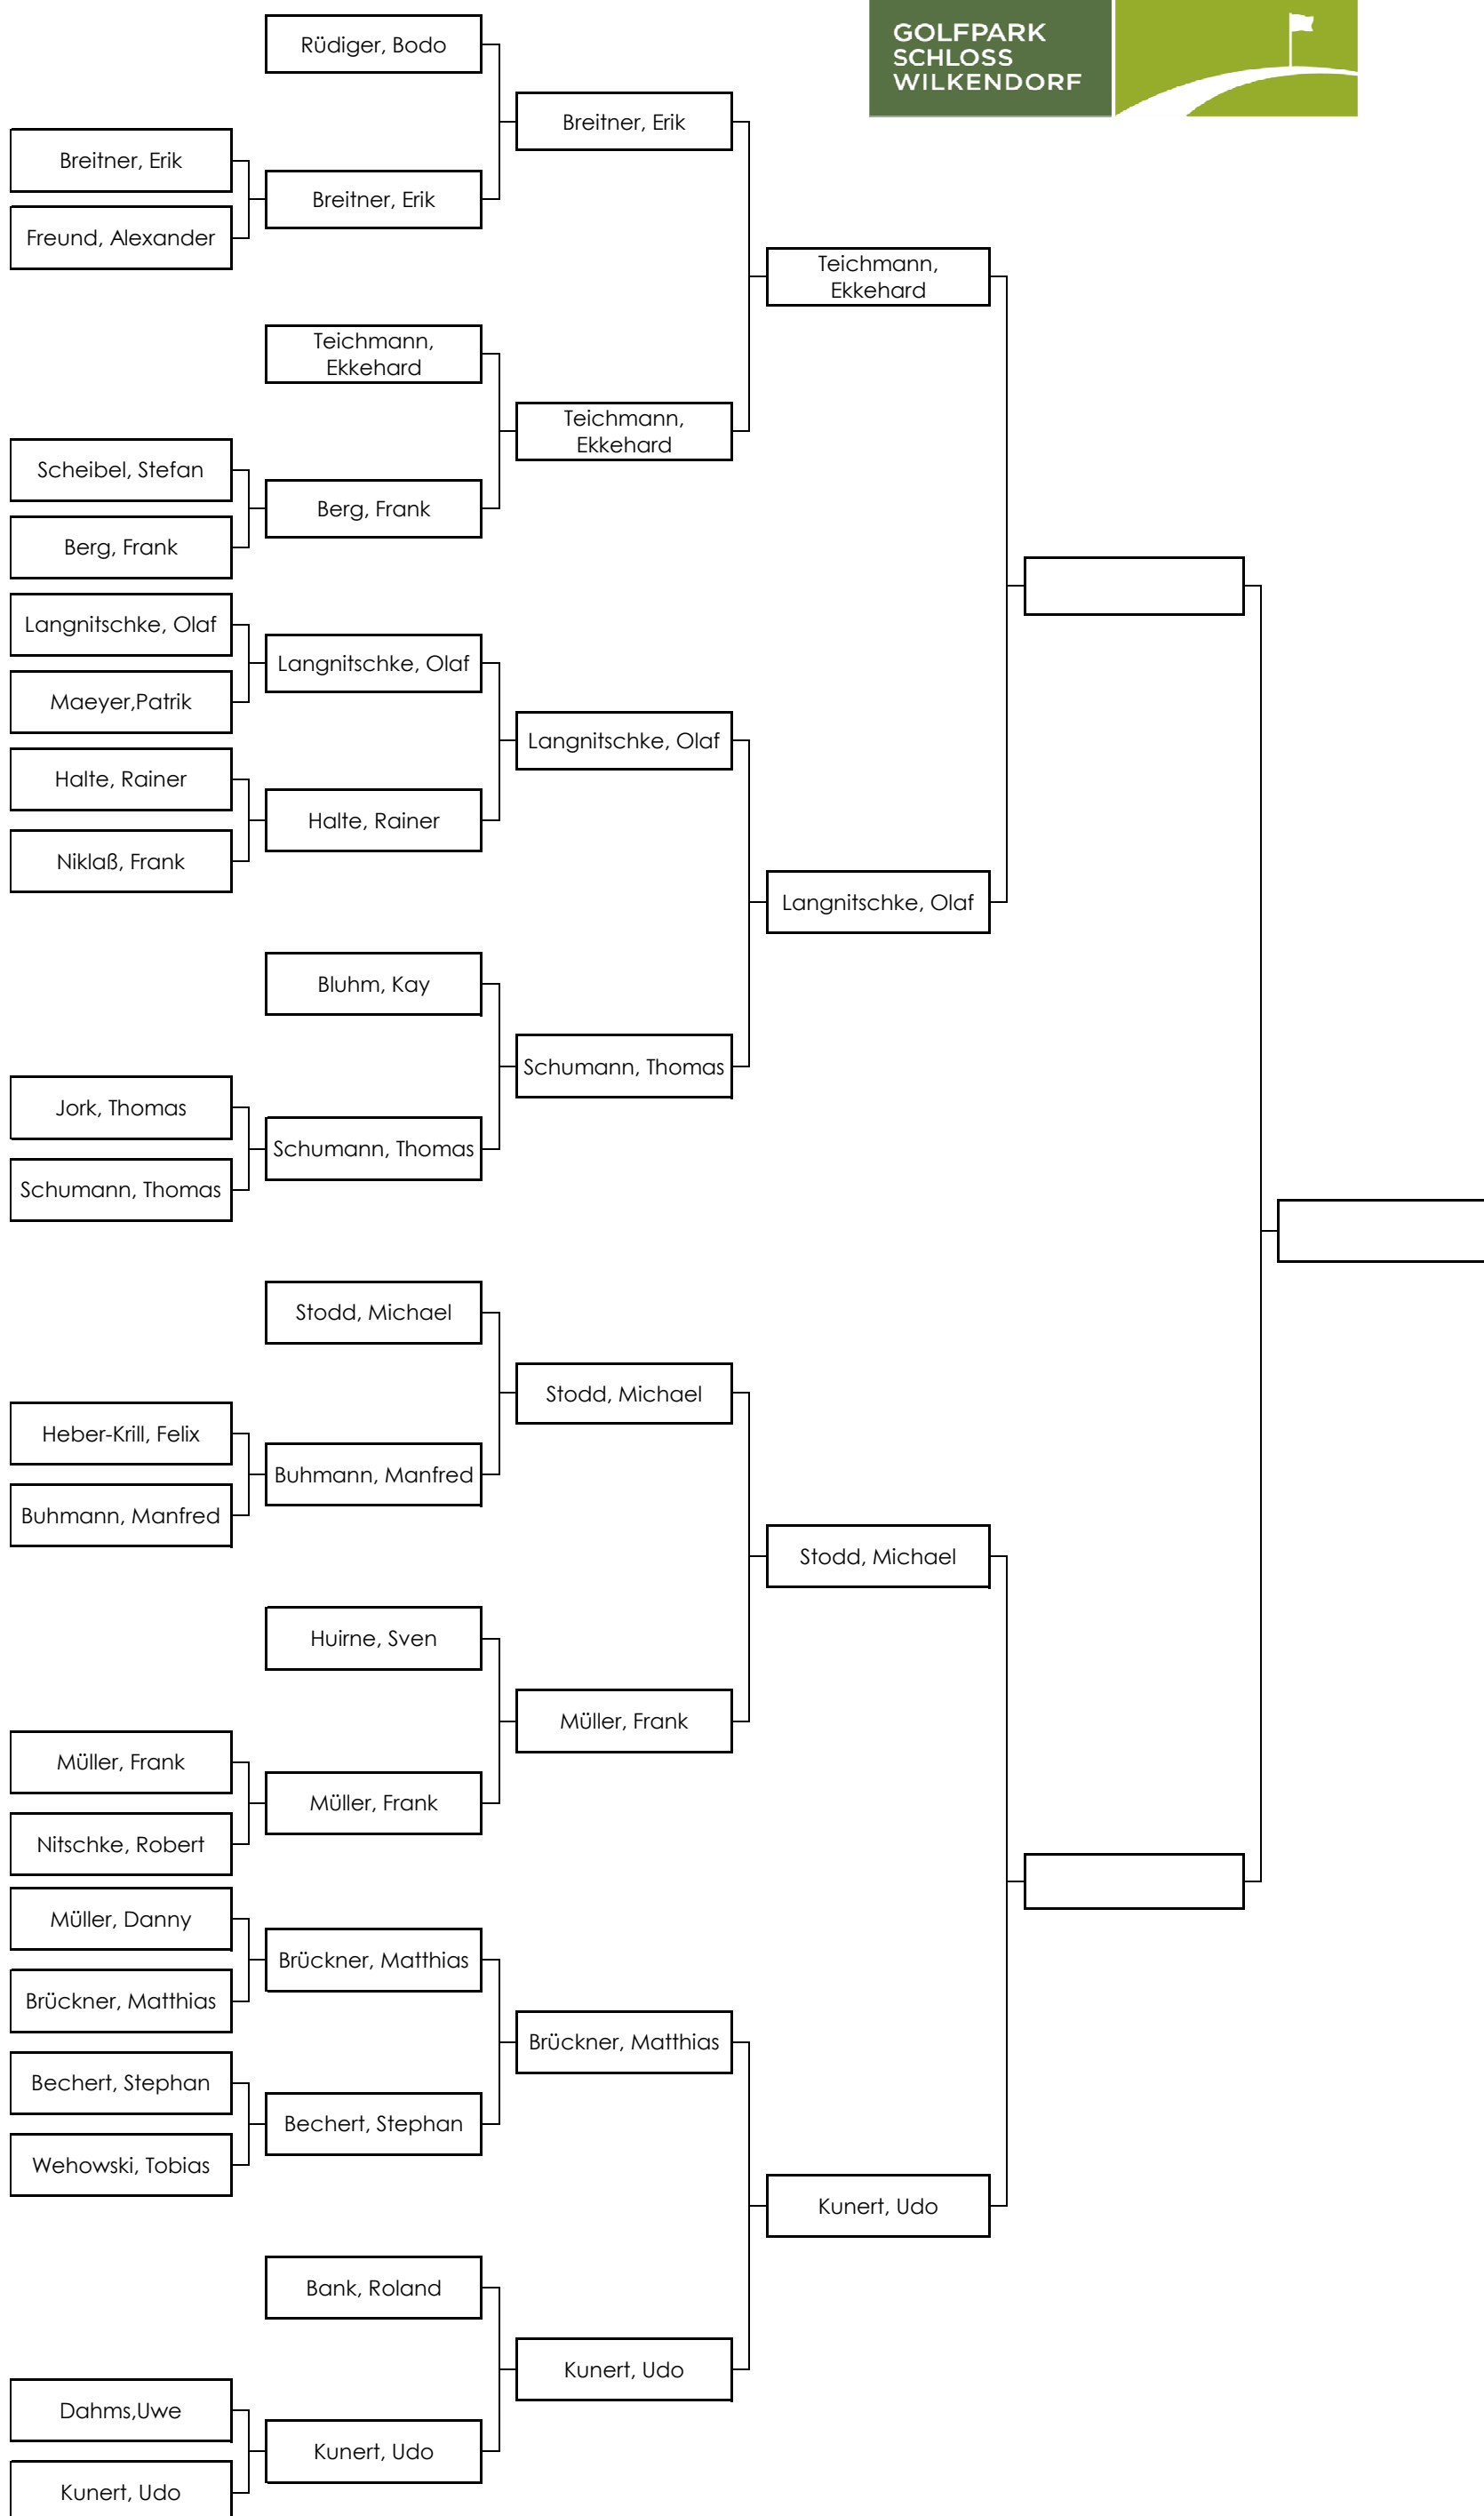 GOLFPARK
SCHLOSS
WILKENDORF
Rüdiger, Bodo
Breitner, Erik
Breitner, Erik
Breitner, Erik
Freund, Alexander
Teichmann,
Ekkehard
Teichmann,
Ekkehard
Teichmann,
Ekkehard
Scheibel, Stefan
Berg, Frank
Berg, Frank
Langnitschke, Olaf
Langnitschke, Olaf
Maeyer,Patrik
Langnitschke, Olaf
Halte, Rainer
Halte, Rainer
Niklaß, Frank
Langnitschke, Olaf
Bluhm, Kay
Schumann, Thomas
Jork, Thomas
Schumann, Thomas
Schumann, Thomas
Stodd, Michael
Stodd, Michael
Heber-Krill, Felix
Buhmann, Manfred
Buhmann, Manfred
Stodd, Michael
Huirne, Sven
Müller, Frank
Müller, Frank
Müller, Frank
Nitschke, Robert
Müller, Danny
Brückner, Matthias
Brückner, Matthias
Brückner, Matthias
Bechert, Stephan
Bechert, Stephan
Wehowski, Tobias
Kunert, Udo
Bank, Roland
Kunert, Udo
Dahms,Uwe
Kunert, Udo
Kunert, Udo